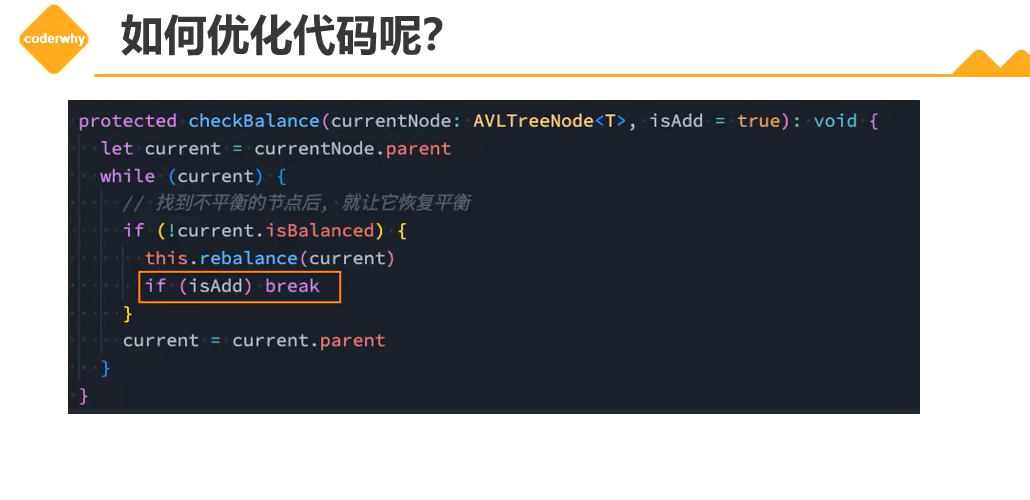 coderwhy
如何优化代码呢?
protected checkBalance(currentNode: AVLTreeNode<T>, isAdd = true): void {
let current = currentNode.parent
while (current) {
// 找到不平衡的节点后, 就让它恢复平衡
if (!current.isBalanced) {
this.rebalance(current)
if (isAdd) break
}
current = current.parent
}
}